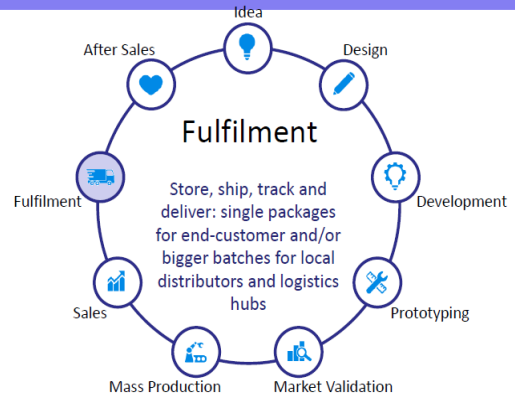 Idea
After Sales
Design
Fulfilment
Store, ship, track and
deliver: single packages
for end-customer and/or
bigger batches for local
distributors and logistics
hubs
Fulfilment
Development
Sales
Prototyping
Mass Production
Market Validation